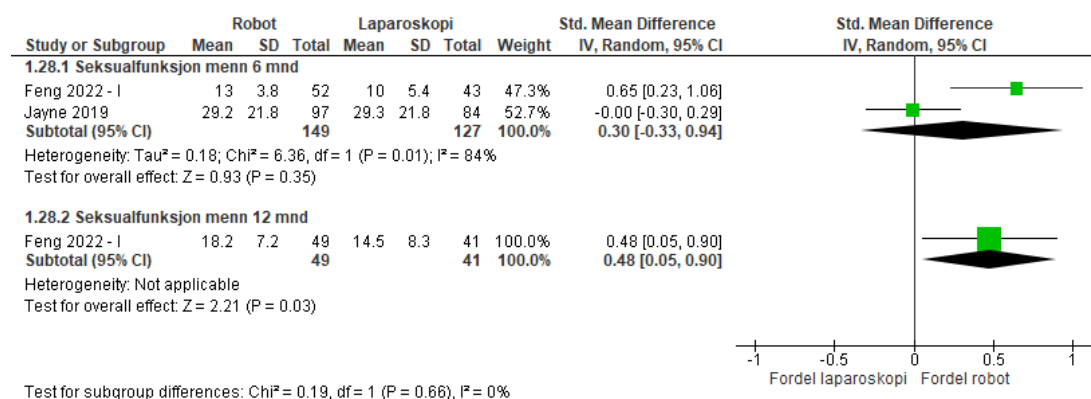 Robot Laparoskopi Std. Mean Difference Std. Mean Difference
Study or Subgroup Mean SD Total Mean SD Total Weight IV, Random, 95% CI IV, Random, 95% CI
1.28.1 Seksualfunksjon menn 6 mnd
Feng 2022 - I 13 3.8 52 10 5.4 43 47.3% 0.65 [0.23, 1.06]
Jayne 2019 29.2 21.8 97 29.3 21.8 84 52.7% -0.00 [-0.30, 0.29]
Subtotal (95% CI) 149 127 100.0% 0.30 [-0.33, 0.94]
Heterogeneity: Tau² = 0.18; Chi² = 6.36, df = 1 (P = 0.01); I² = 84%
Test for overall effect: Z = 0.93 (P = 0.35)
1.28.2 Seksualfunksjon menn 12 mnd
Feng 2022 - I 18.2 7.2 49 14.5 8.3 41 100.0% 0.48 [0.05, 0.90]
Subtotal (95% CI) 49 41 100.0% 0.48 [0.05, 0.90]
Heterogeneity: Not applicable
Test for overall effect: Z = 2.21 (P = 0.03)
-1 -0.5 0 0.5 1
Fordel laparoskopi Fordel robot
Test for subgroup differences: Chi² = 0.19, df = 1 (P = 0.66), I² = 0%